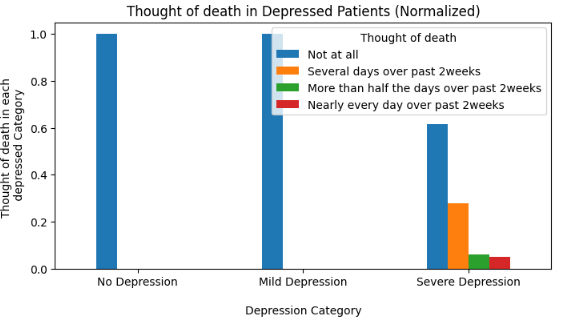 Thought of death in Depressed Patients (Normalized)
Thought of death in each
depressed Category
1.0
0.8
0.6
0.4
0.2
0.0
Thought of death
Not at all
Several days over past 2weeks
More than half the days over past 2weeks
Nearly every day over past 2weeks
No Depression
Mild Depression
Severe Depression
Depression Category